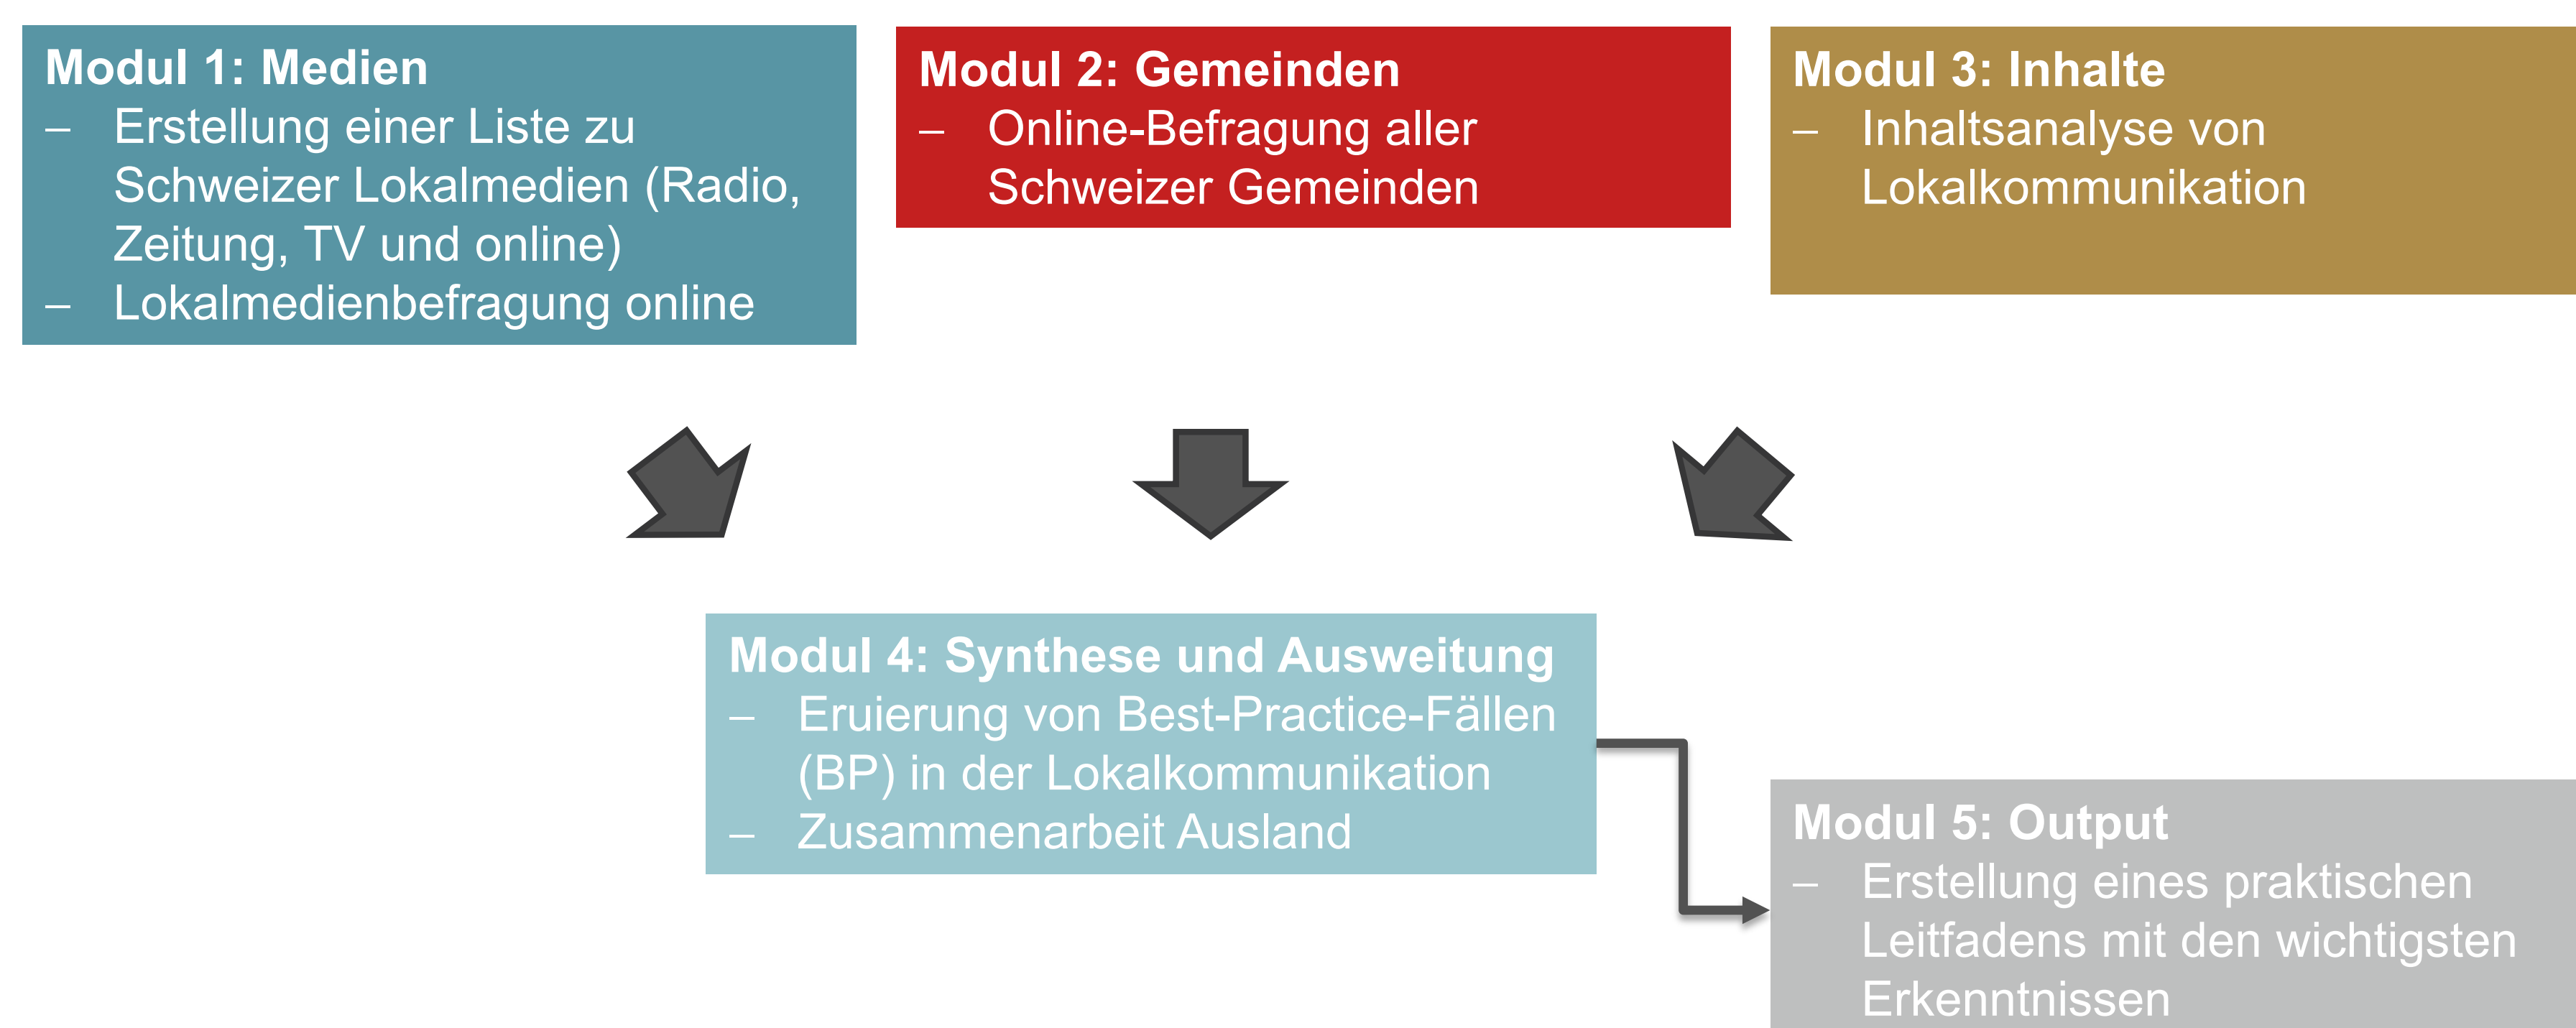 Modul 1: Medien
– Erstellung einer Liste zu
Schweizer Lokalmedien (Radio,
Zeitung, TV und online)
– Lokalmedienbefragung online
Modul 2: Gemeinden
– Online-Befragung aller
Schweizer Gemeinden
Modul 3: Inhalte
– Inhaltsanalyse von
Lokalkommunikation
Modul 4: Synthese und Ausweitung
– Eruierung von Best-Practice-Fällen
(BP) in der Lokalkommunikation
– Zusammenarbeit Ausland
Modul 5: Output
– Erstellung eines praktischen
Leitfadens mit den wichtigsten
Erkenntnissen